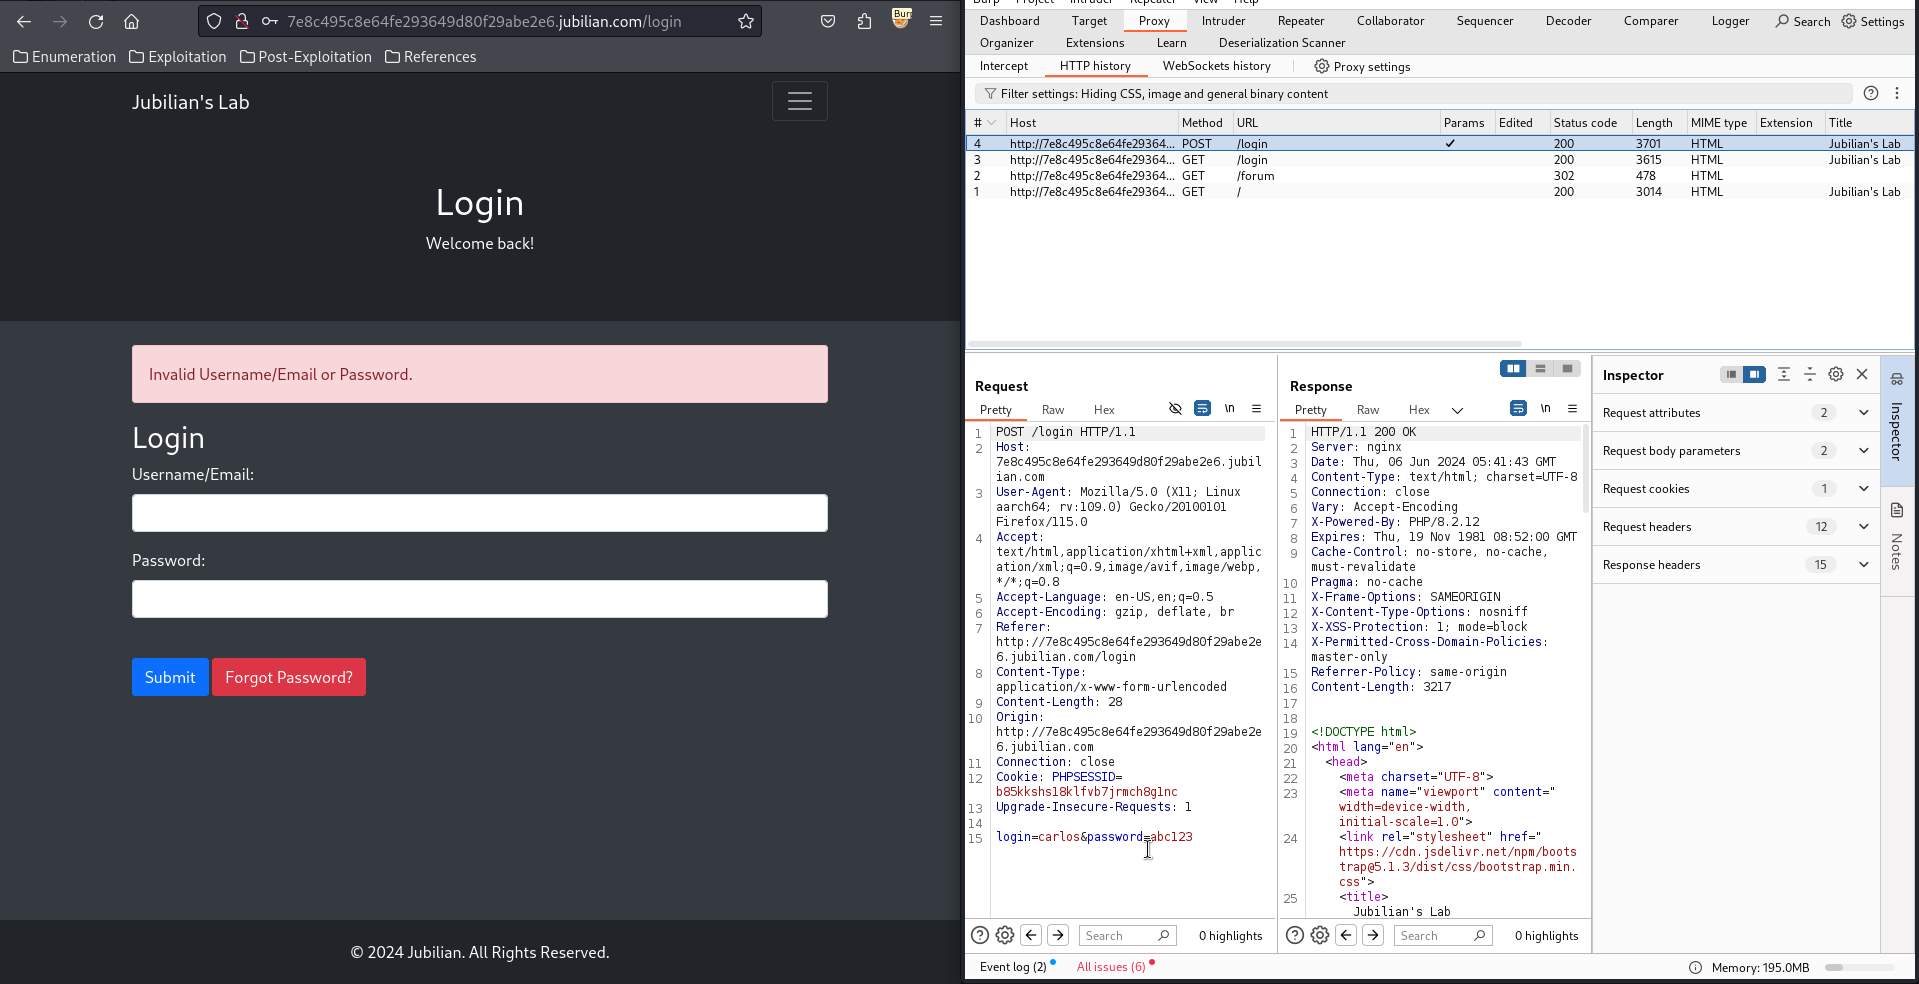 7e8c495c8e64fe293649d80f29abe2e6.jubilian.com/login
Bur
Enumeration Exploitation Post-Exploitation References
Jubilian's Lab
Login
Welcome back!
Invalid Username/Email or Password.
Login
Username/Email:
Password:
Submit Forgot Password?
© 2024 Jubilian. All Rights Reserved.
Burp Project Intruder Repeater View Help
Dashboard Target Proxy Intruder Repeater Collaborator Sequencer Decoder Comparer Logger Search Settings
Organizer Extensions Learn Deserialization Scanner
Intercept HTTP history WebSockets history Proxy settings
Filter settings: Hiding CSS, image and general binary content
# Host Method URL Params Edited Status code Length MIME type Extension Title
4 http://7e8c495c8e64fe29364... POST /login ✓ 200 3701 HTML Jubilian's Lab
3 http://7e8c495c8e64fe29364... GET /login 200 3615 HTML Jubilian's Lab
2 http://7e8c495c8e64fe29364... GET /forum 302 478 HTML
1 http://7e8c495c8e64fe29364... GET / 200 3014 HTML Jubilian's Lab
Request
Pretty Raw Hex \n
1 POST /login HTTP/1.1
2 Host:
7e8c495c8e64fe293649d80f29abe2e6.jubil
ian.com
3 User-Agent: Mozilla/5.0 (X11; Linux
aarch64; rv:109.0) Gecko/20100101
Firefox/115.0
4 Accept:
text/html,application/xhtml+xml,applic
ation/xml;q=0.9,image/avif,image/webp,
*/*;q=0.8
5 Accept-Language: en-US,en;q=0.5
6 Accept-Encoding: gzip, deflate, br
7 Referer:
http://7e8c495c8e64fe293649d80f29abe2e
6.jubilian.com/login
8 Content-Type:
application/x-www-form-urlencoded
9 Content-Length: 28
10 Origin:
http://7e8c495c8e64fe293649d80f29abe2e
6.jubilian.com
11 Connection: close
12 Cookie: PHPSESSID=
b85kkshs18klfvb7jrmch8g1nc
13 Upgrade-Insecure-Requests: 1
14
15 login=carlos&password=abc123
Search 0 highlights
Response
Pretty Raw Hex \n
1 HTTP/1.1 200 OK
2 Server: nginx
3 Date: Thu, 06 Jun 2024 05:41:43 GMT
4 Content-Type: text/html; charset=UTF-8
5 Connection: close
6 Vary: Accept-Encoding
7 X-Powered-By: PHP/8.2.12
8 Expires: Thu, 19 Nov 1981 08:52:00 GMT
9 Cache-Control: no-store, no-cache,
must-revalidate
10 Pragma: no-cache
11 X-Frame-Options: SAMEORIGIN
12 X-Content-Type-Options: nosniff
13 X-XSS-Protection: 1; mode=block
14 X-Permitted-Cross-Domain-Policies:
master-only
15 Referrer-Policy: same-origin
16 Content-Length: 3217
17
18
19 <!DOCTYPE html>
20 <html lang="en">
21 <head>
22 <meta charset="UTF-8">
23 <meta name="viewport" content="
width=device-width,
initial-scale=1.0">
24 <link rel="stylesheet" href="
https://cdn.jsdelivr.net/npm/boots
trap@5.1.3/dist/css/bootstrap.min.
css">
25 <title>
Jubilian's Lab
Search 0 highlights
Inspector
Request attributes 2
Request body parameters 2
Request cookies 1
Request headers 12
Response headers 15
Inspector
Notes
Event log (2) All issues (6) Memory: 195.0MB